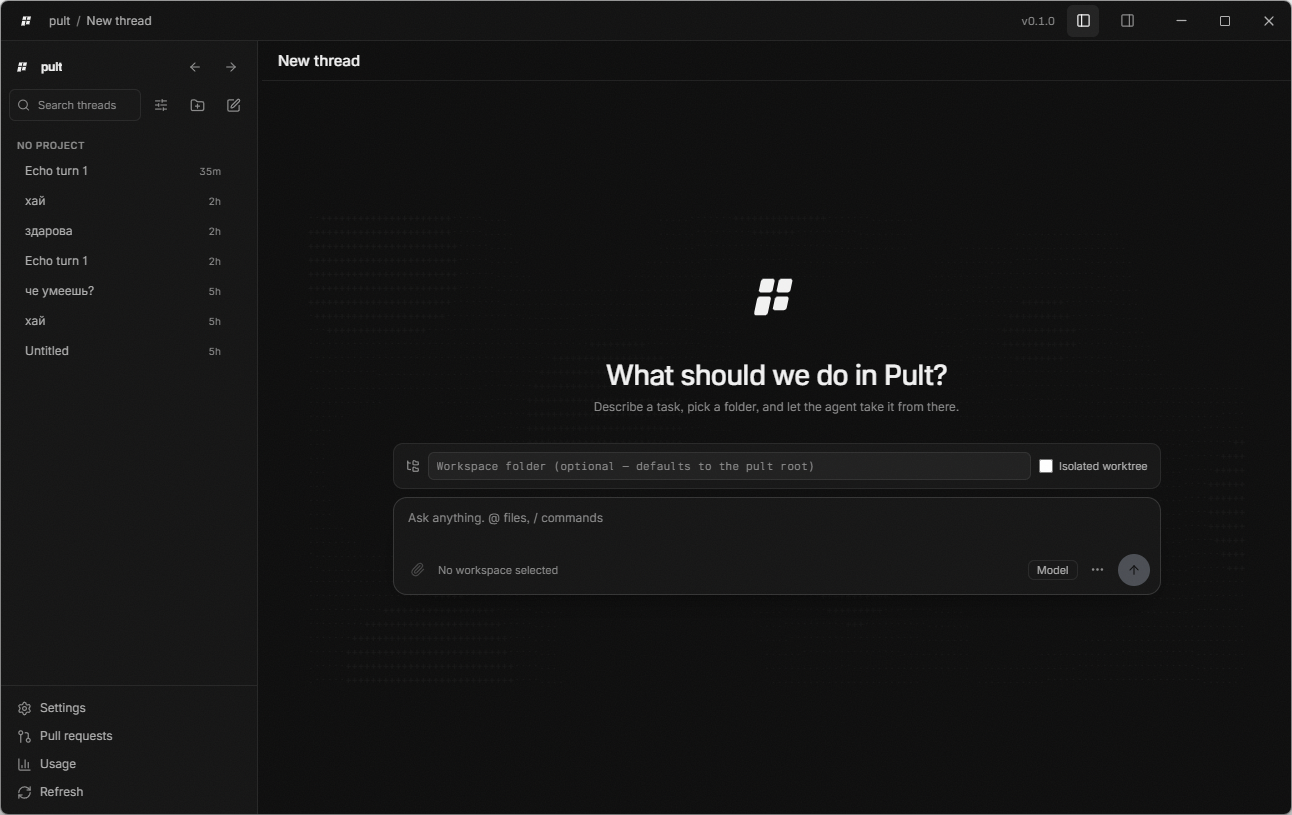 pult / New thread
v0.1.0
pult
New thread
Search threads
NO PROJECT
Echo turn 1 35m
хай 2h
здарова 2h
Echo turn 1 2h
че умеешь? 5h
хай 5h
Untitled 5h
What should we do in Pult?
Describe a task, pick a folder, and let the agent take it from there.
Workspace folder (optional — defaults to the pult root)
Isolated worktree
Ask anything. @ files, / commands
No workspace selected
Model
Settings
Pull requests
Usage
Refresh